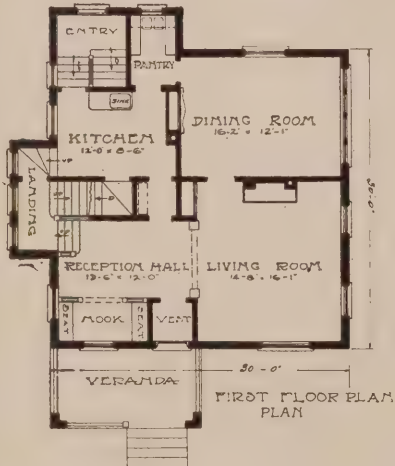 ENTRY
PANTRY
SINK
KITCHEN
12'-0" × 8-6"
DINING ROOM
16-2" × 12'-1"
UP
LANDING
30'-0"
RECEPTION HALL
13-6" × 12'-0"
LIVING ROOM
14-8" × 16-1"
SEAT
NOOK
SEAT
VEST
VERANDA
30'-0"
FIRST FLOOR PLAN
PLAN